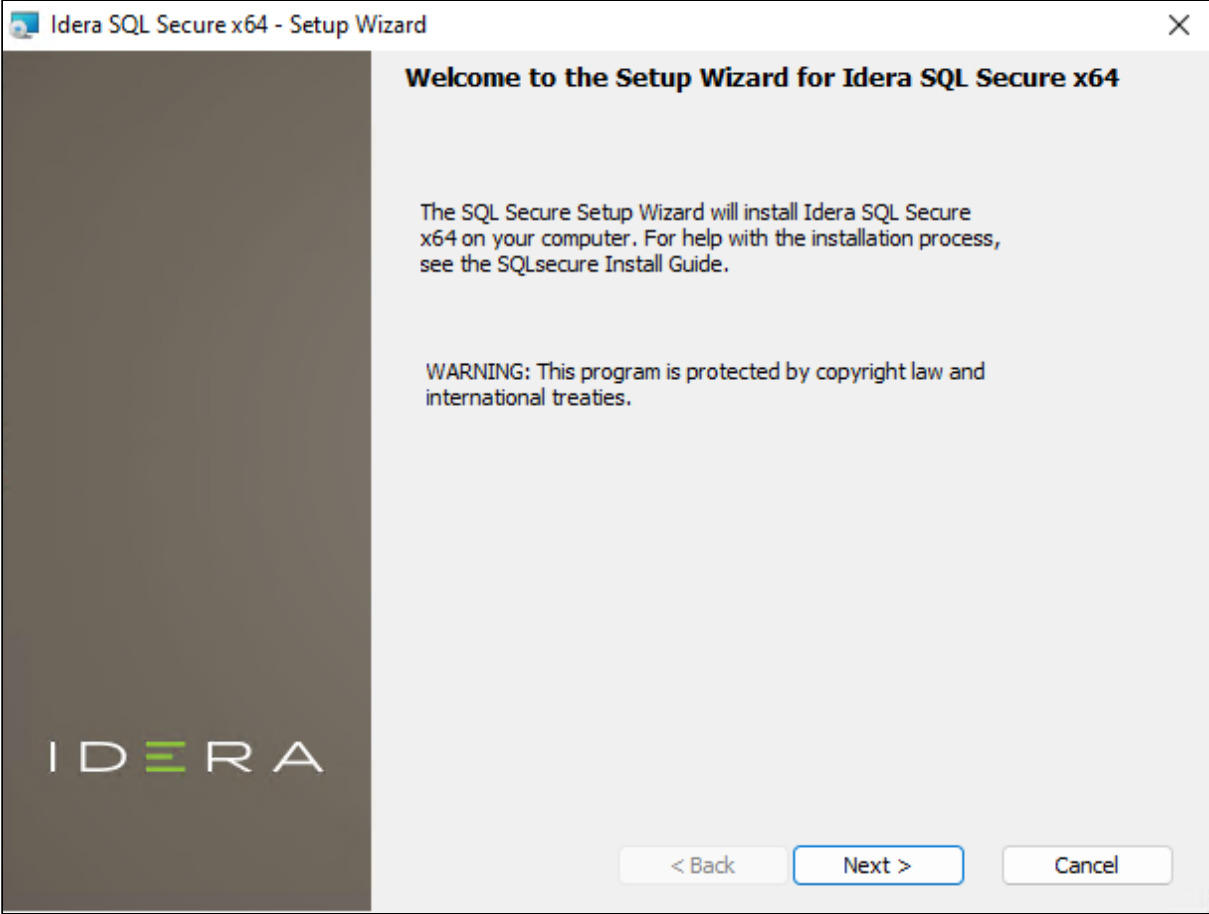 Idera SQL Secure x64 - Setup Wizard
Welcome to the Setup Wizard for Idera SQL Secure x64
The SQL Secure Setup Wizard will install Idera SQL Secure
x64 on your computer. For help with the installation process,
see the SQLsecure Install Guide.
WARNING: This program is protected by copyright law and
international treaties.
IDERA
< Back
Next >
Cancel